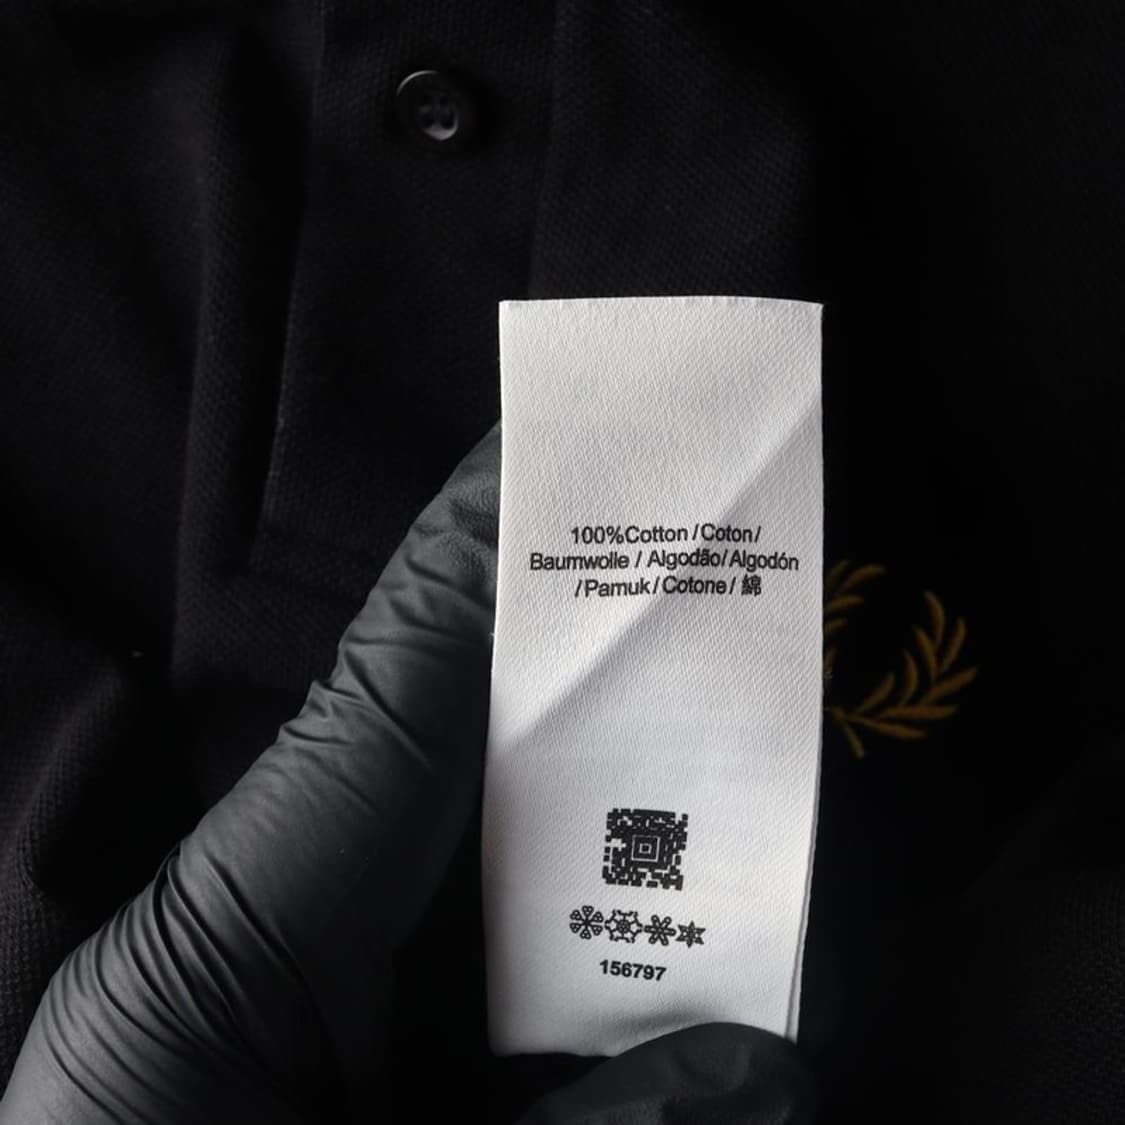 100%Cotton/Coton/
Baumwolle / Algodão/Algodón
/Pamuk/Cotone/ 綿
156797